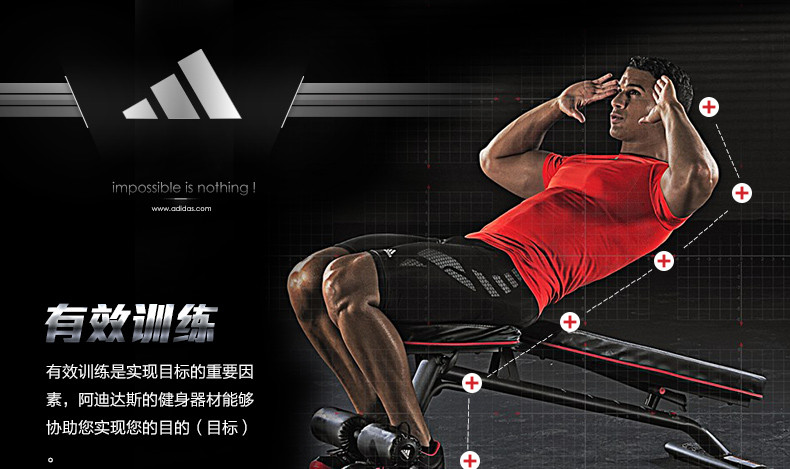 impossible is nothing !
www.adidas.com
有效训练
有效训练是实现目标的重要因
素，阿迪达斯的健身器材能够
协助您实现您的目的（目标）
。